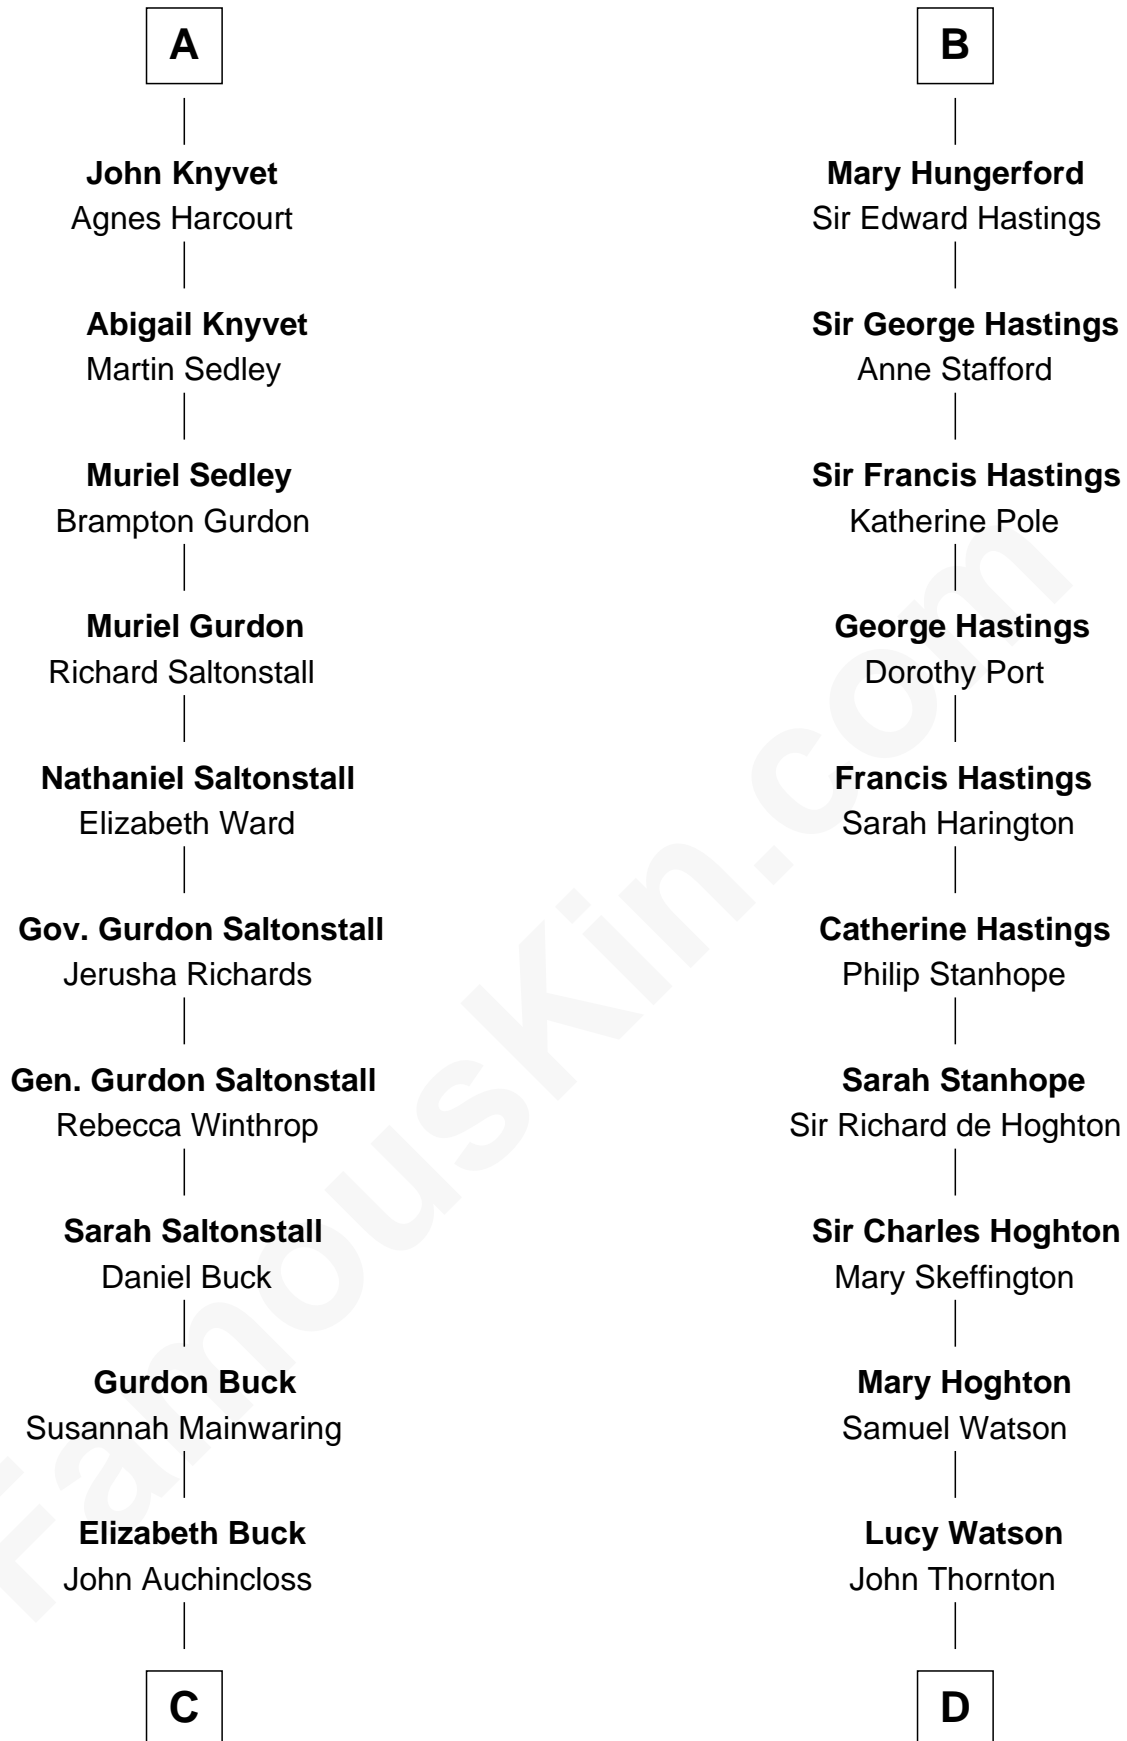 A
John Knyvet
Agnes Harcourt
Abigail Knyvet
Martin Sedley
Muriel Sedley
Brampton Gurdon
Muriel Gurdon
Richard Saltonstall
Nathaniel Saltonstall
Elizabeth Ward
Gov. Gurdon Saltonstall
Jerusha Richards
Gen. Gurdon Saltonstall
Rebecca Winthrop
Sarah Saltonstall
Daniel Buck
Gurdon Buck
Susannah Mainwaring
Elizabeth Buck
John Auchincloss
C
B
Mary Hungerford
Sir Edward Hastings
Sir George Hastings
Anne Stafford
Sir Francis Hastings
Katherine Pole
George Hastings
Dorothy Port
Francis Hastings
Sarah Harington
Catherine Hastings
Philip Stanhope
Sarah Stanhope
Sir Richard de Hoghton
Sir Charles Hoghton
Mary Skeffington
Mary Hoghton
Samuel Watson
Lucy Watson
John Thornton
D
FamousKin.com